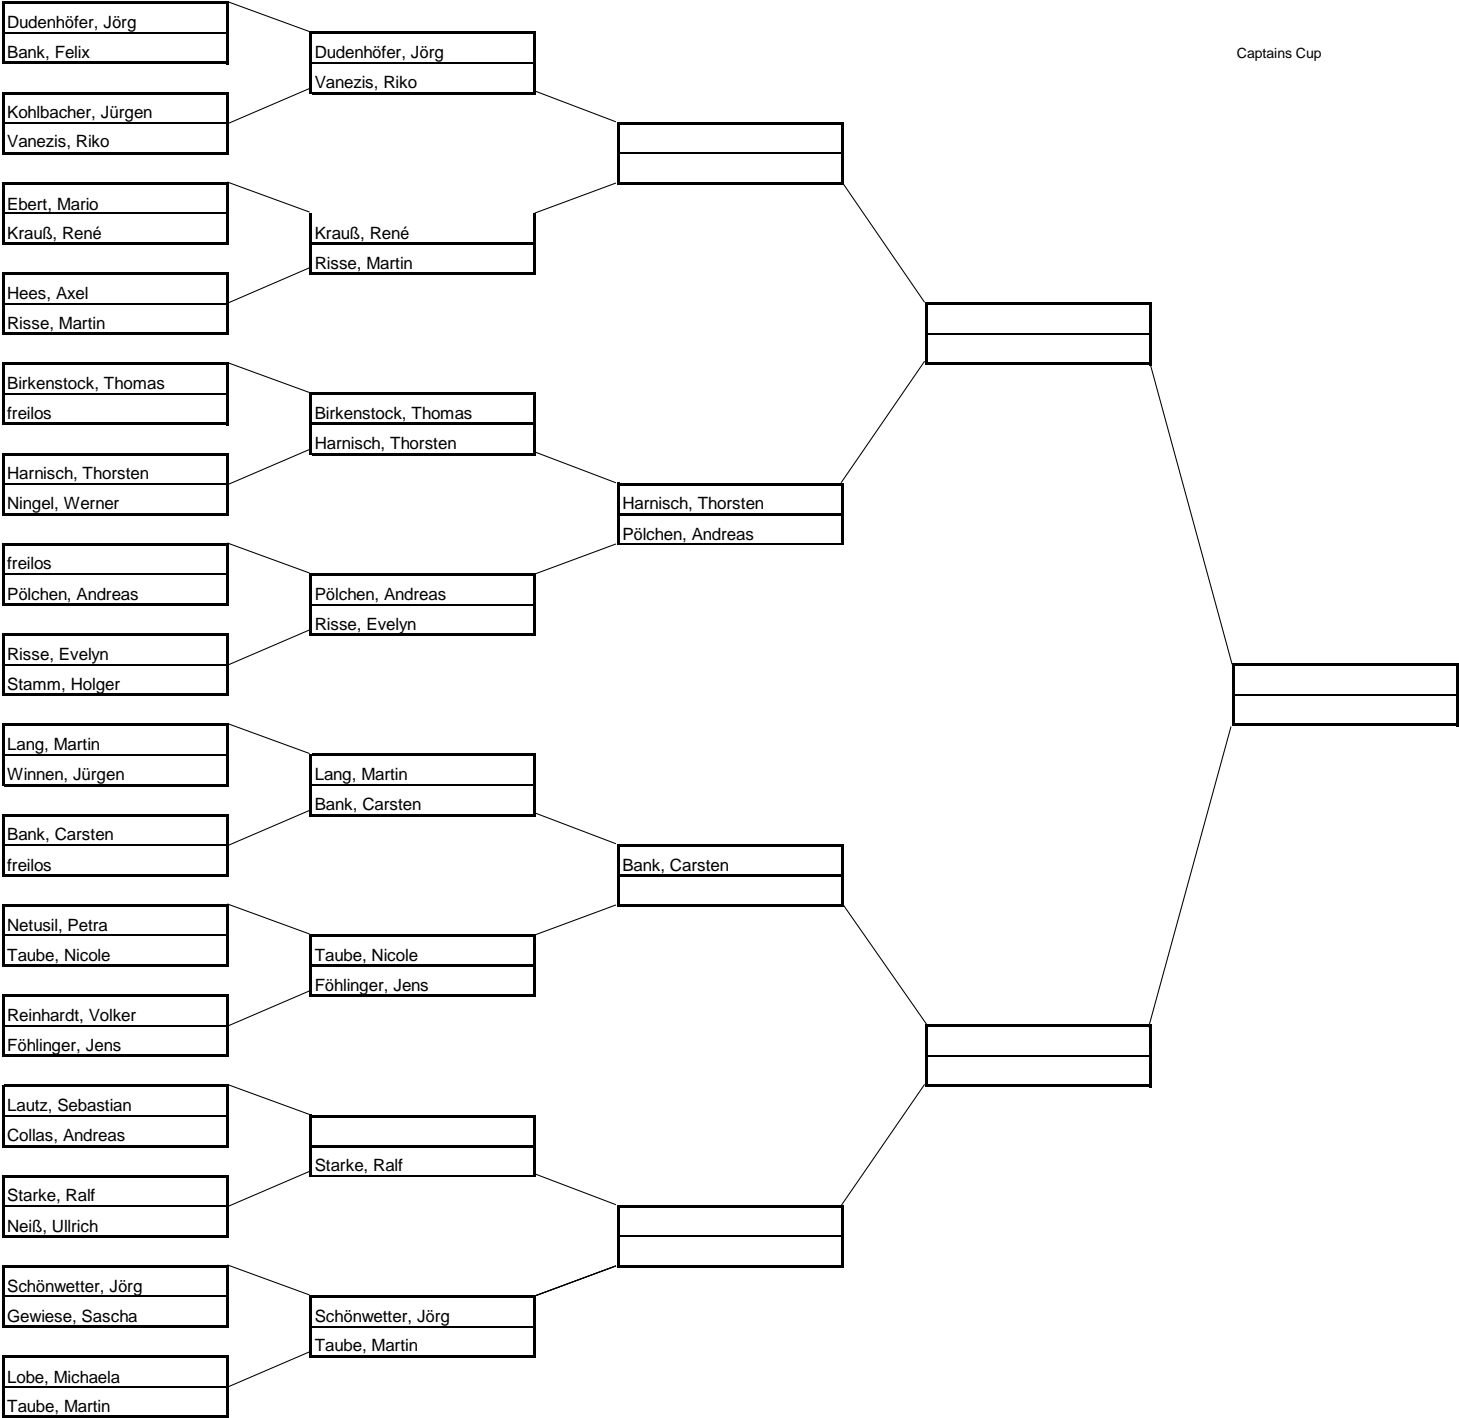 Captains Cup
Dudenhöfer, Jörg
Bank, Felix
Kohlbacher, Jürgen
Vanezis, Riko
Ebert, Mario
Krauß, René
Hees, Axel
Risse, Martin
Birkenstock, Thomas
freilos
Harnisch, Thorsten
Ningel, Werner
freilos
Pölchen, Andreas
Risse, Evelyn
Stamm, Holger
Lang, Martin
Winnen, Jürgen
Bank, Carsten
freilos
Netusil, Petra
Taube, Nicole
Reinhardt, Volker
Föhlinger, Jens
Lautz, Sebastian
Collas, Andreas
Starke, Ralf
Neiß, Ullrich
Schönwetter, Jörg
Gewiese, Sascha
Lobe, Michaela
Taube, Martin
Dudenhöfer, Jörg
Vanezis, Riko
Krauß, René
Risse, Martin
Birkenstock, Thomas
Harnisch, Thorsten
Pölchen, Andreas
Risse, Evelyn
Lang, Martin
Bank, Carsten
Taube, Nicole
Föhlinger, Jens
Starke, Ralf
Schönwetter, Jörg
Taube, Martin
Harnisch, Thorsten
Pölchen, Andreas
Bank, Carsten